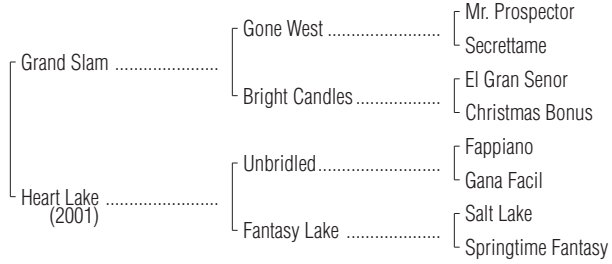 Mr. Prospector
Gone West ......................
Secrettame
Grand Slam ......................
El Gran Senor
Bright Candles .................
Christmas Bonus
Fappiano
Unbridled.........................
Gana Facil
Heart Lake ........................
(2001)
Salt Lake
Fantasy Lake ...................
Springtime Fantasy